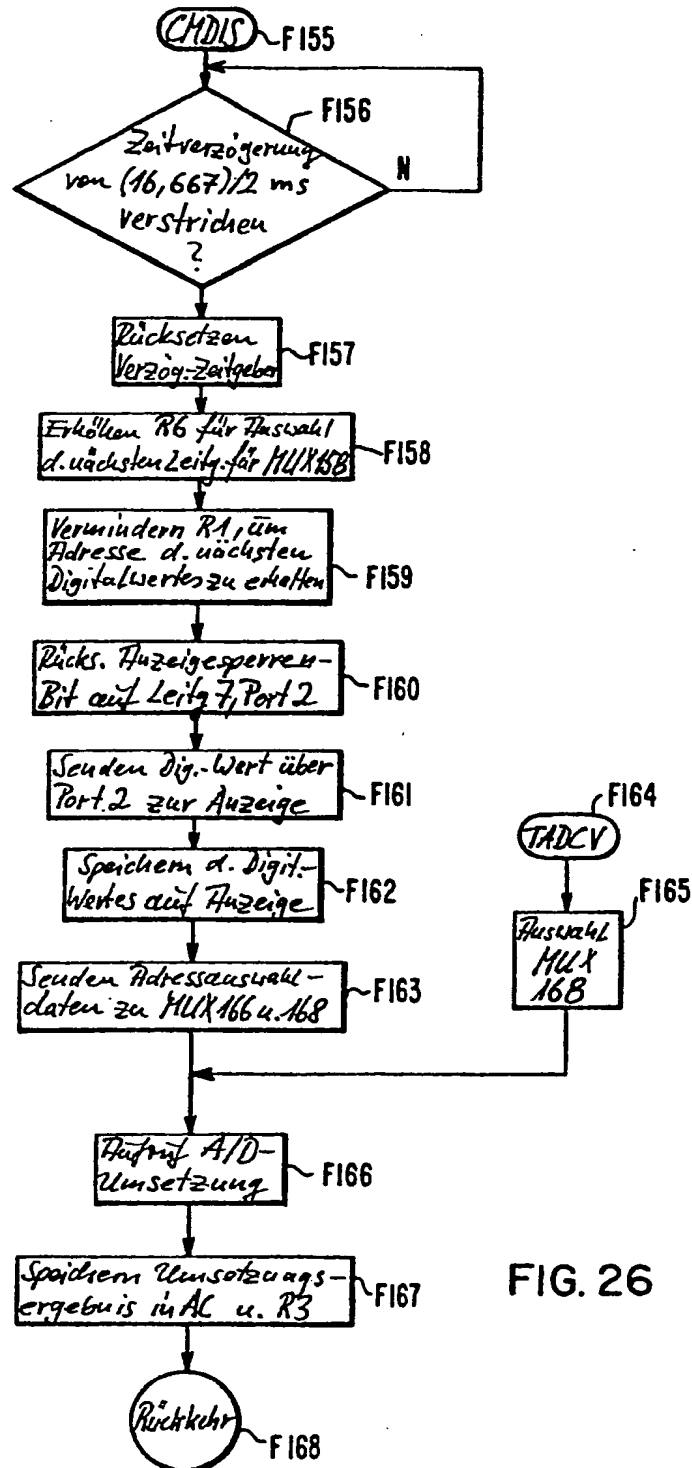 CMDIS
F155
F156
Zeitverzögerung
von (16,667)/2 ms
verstrichen
?
N
Rücksetzen
Verzög.-Zeitgeber
F157
Erhöhen R6 für Auswahl
d. nächsten Leitg. für MUX158
F158
Vermindern R1, um
Adresse d. nächsten
Digitalwertes zu erhalten
F159
Rücks. Anzeigesperren-
Bit auf Leitg 7, Port 2
F160
Senden Dig.-Wert über
Port.2 zur Anzeige
F161
Speichern d. Digit.-
Wertes auf Anzeige
F162
Senden Adressauswahl-
daten zu MUX166 u. 168
F163
F164
TADCV
F165
Auswahl
MUX
168
Aufruf A/D-
Umsetzung
F166
Speichern Umsetzungs-
ergebnis in AC u. R3
F167
FIG. 26
Rückkehr
F168